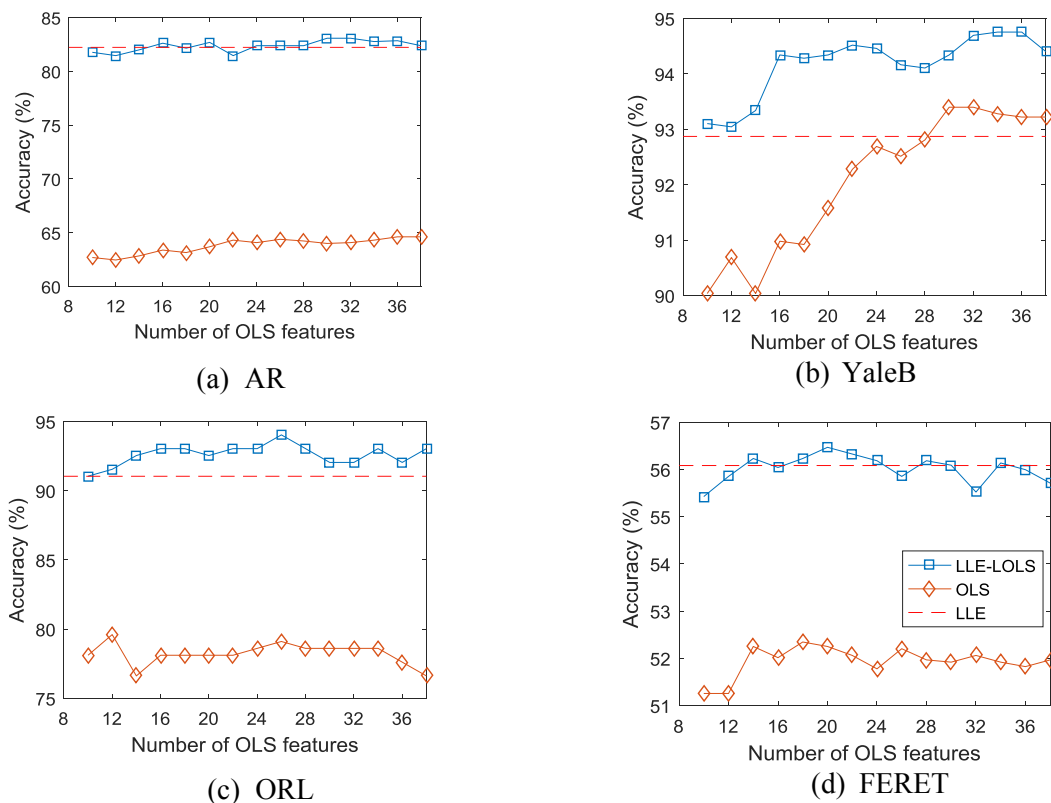 85
80
75
70
65
60
Accuracy (%)
8 12 16 20 24 28 32 36
Number of OLS features
(a) AR
95
94
93
92
91
90
Accuracy (%)
8 12 16 20 24 28 32 36
Number of OLS features
(b) YaleB
95
90
85
80
75
Accuracy (%)
8 12 16 20 24 28 32 36
Number of OLS features
(c) ORL
57
56
55
54
53
52
51
Accuracy (%)
LLE-LOLS
OLS
LLE
8 12 16 20 24 28 32 36
Number of OLS features
(d) FERET